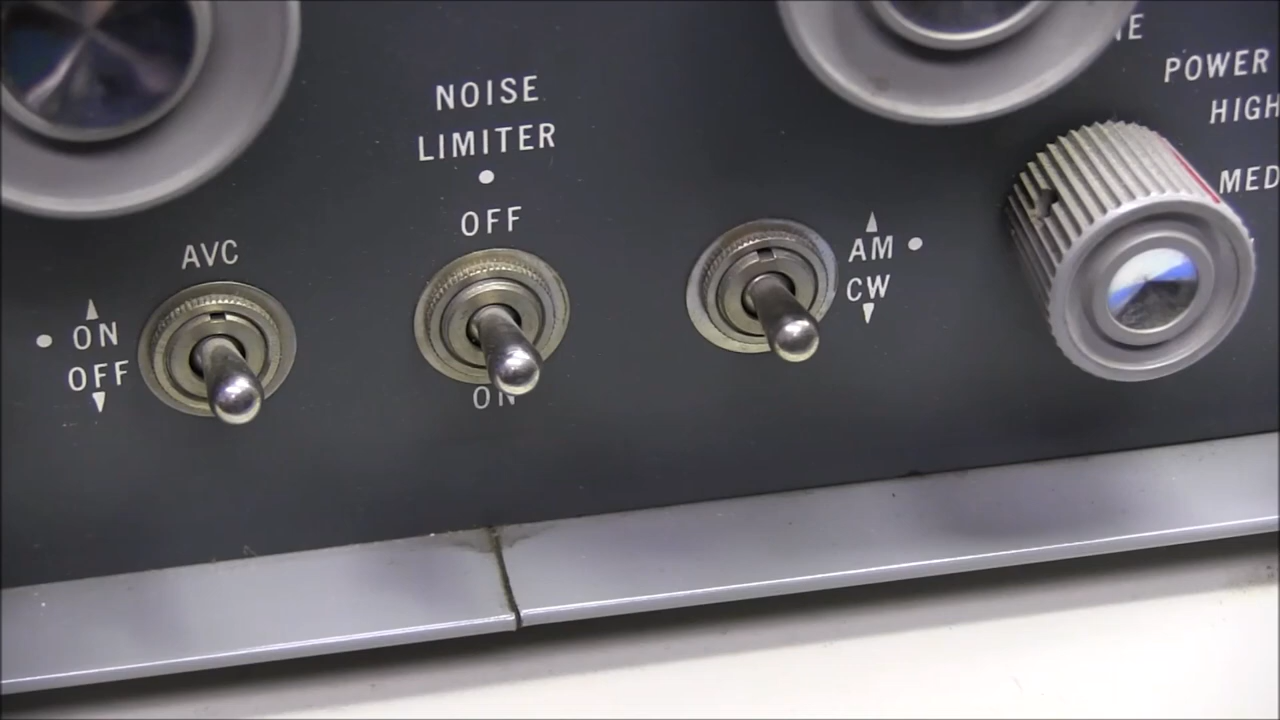 NOISE
LIMITER
OFF
ON
AVC
ON
OFF
AM
CW
POWER
HIGH
MED